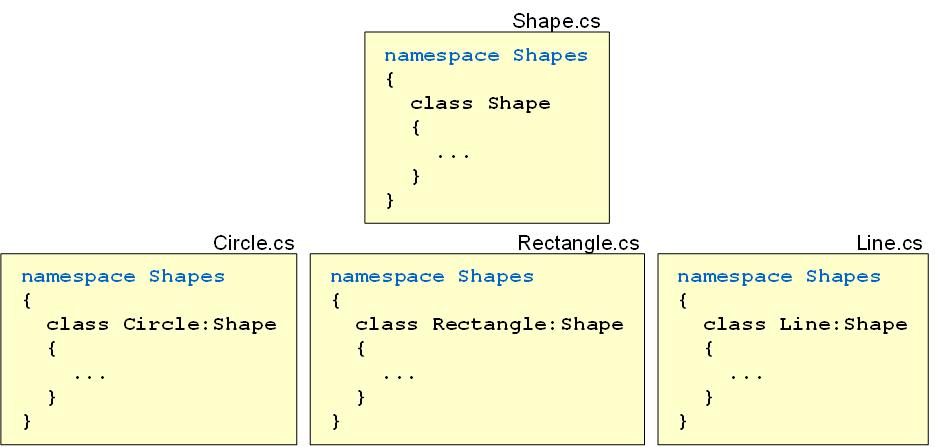 Shape.cs
namespace Shapes
{
class Shape
{
...
}
}
Circle.cs
namespace Shapes
{
class Circle:Shape
{
...
}
}
Rectangle.cs
namespace Shapes
{
class Rectangle:Shape
{
...
}
}
Line.cs
namespace Shapes
{
class Line:Shape
{
...
}
}